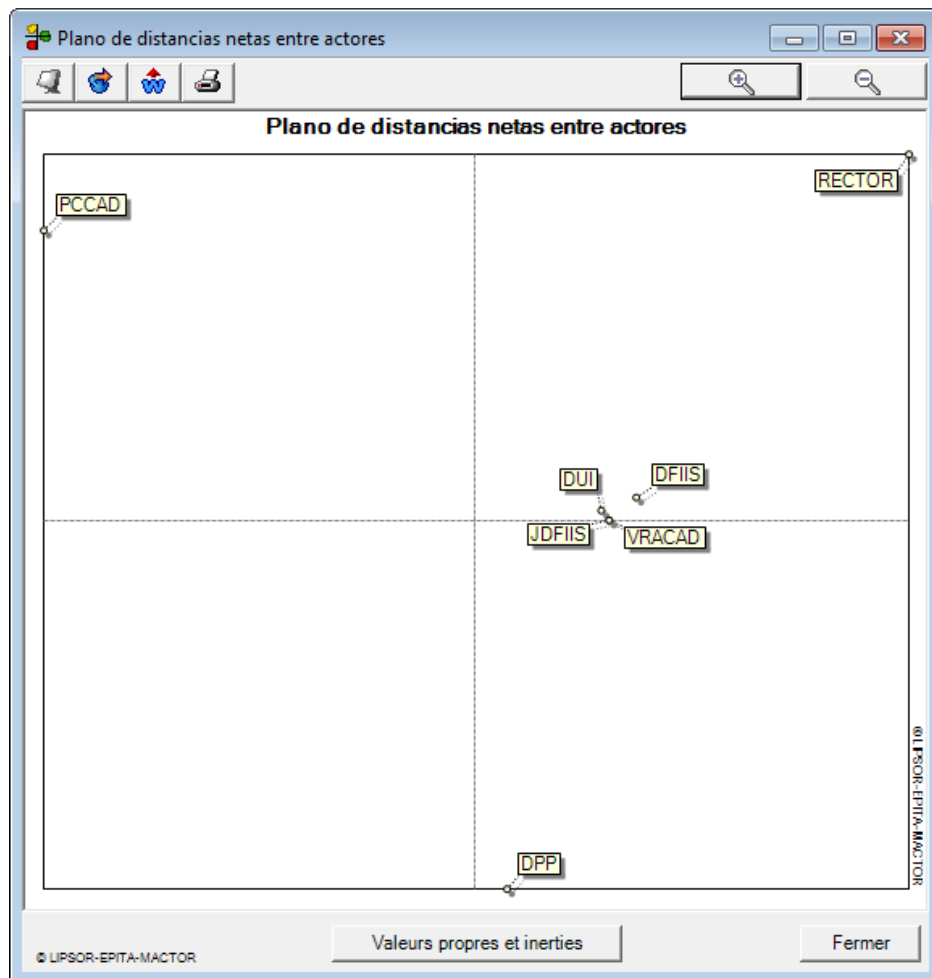 Plano de distancias netas entre actores
Plano de distancias netas entre actores
RECTOR
PCCAD
DUI
DFIIS
JDFIIS
VRACAD
DPP
© LIPSOR-EPITA-MACTOR
Valeurs propres et inerties
Fermer
© LIPSOR-EPITA-MACTOR